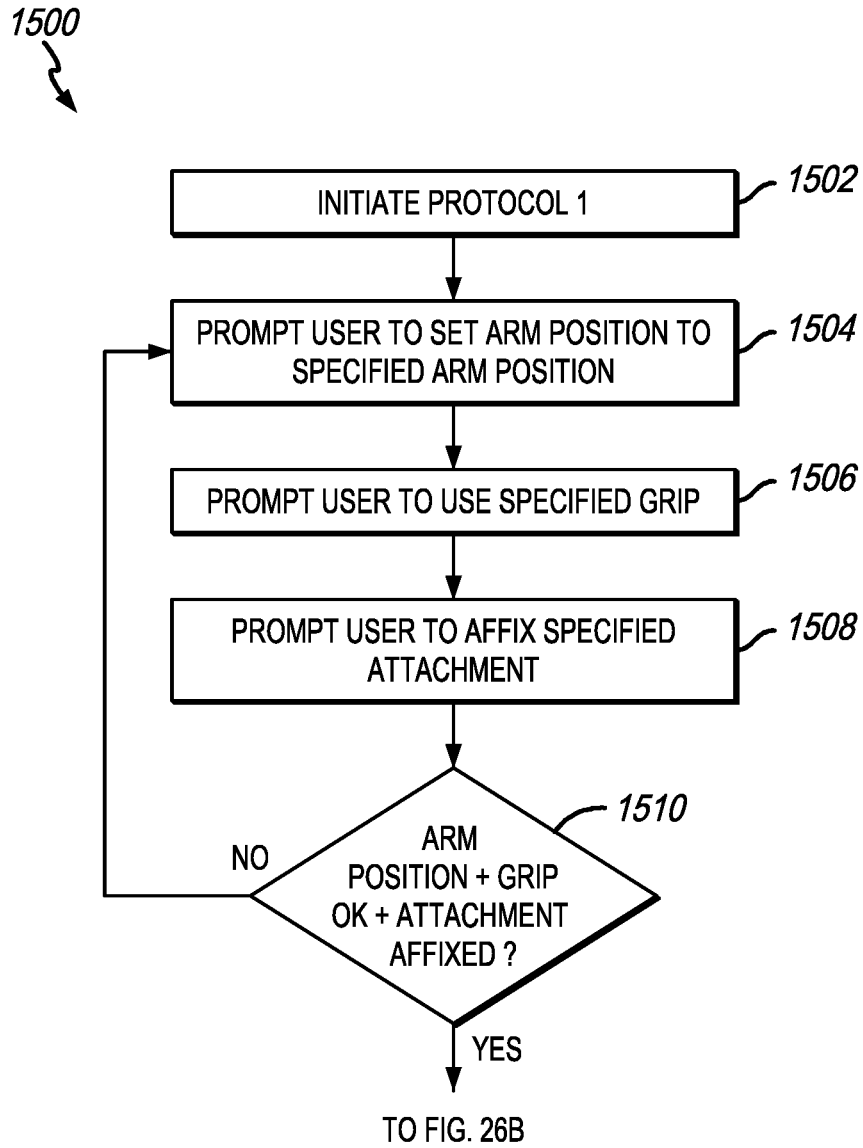 1500
INITIATE PROTOCOL 1
1502
PROMPT USER TO SET ARM POSITION TO
SPECIFIED ARM POSITION
1504
PROMPT USER TO USE SPECIFIED GRIP
1506
PROMPT USER TO AFFIX SPECIFIED
ATTACHMENT
1508
ARM
POSITION + GRIP
OK + ATTACHMENT
AFFIXED ?
1510
NO
YES
TO FIG. 26B